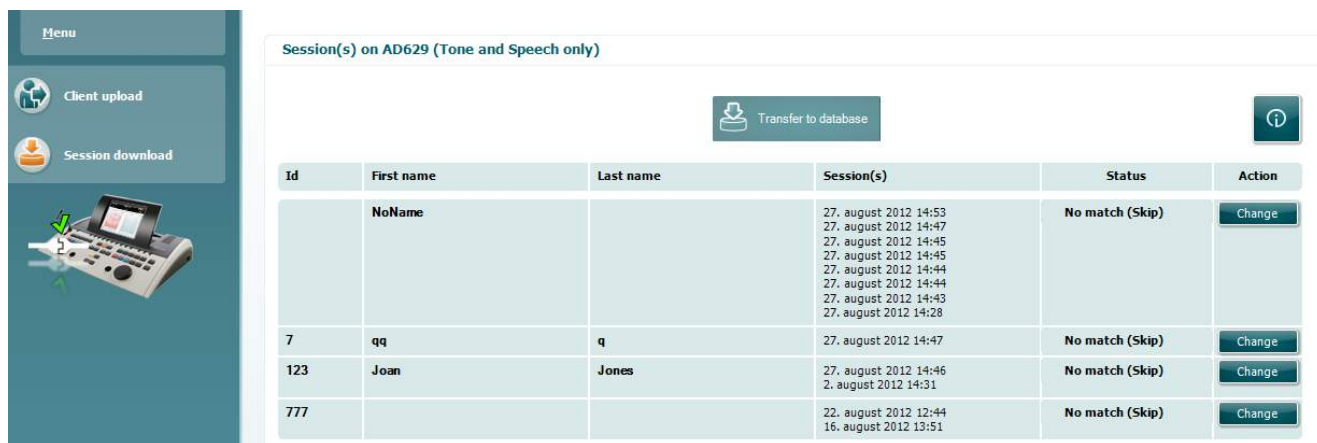 Menu
Client upload
Session download
Session(s) on AD629 (Tone and Speech only)
Transfer to database
Id First name Last name Session(s) Status Action
NoName 27. august 2012 14:53 No match (Skip) Change
27. august 2012 14:47
27. august 2012 14:45
27. august 2012 14:45
27. august 2012 14:44
27. august 2012 14:44
27. august 2012 14:43
27. august 2012 14:28
7 qq q 27. august 2012 14:47 No match (Skip) Change
123 Joan Jones 27. august 2012 14:46 No match (Skip) Change
2. august 2012 14:31
777 22. august 2012 12:44 No match (Skip) Change
16. august 2012 13:51